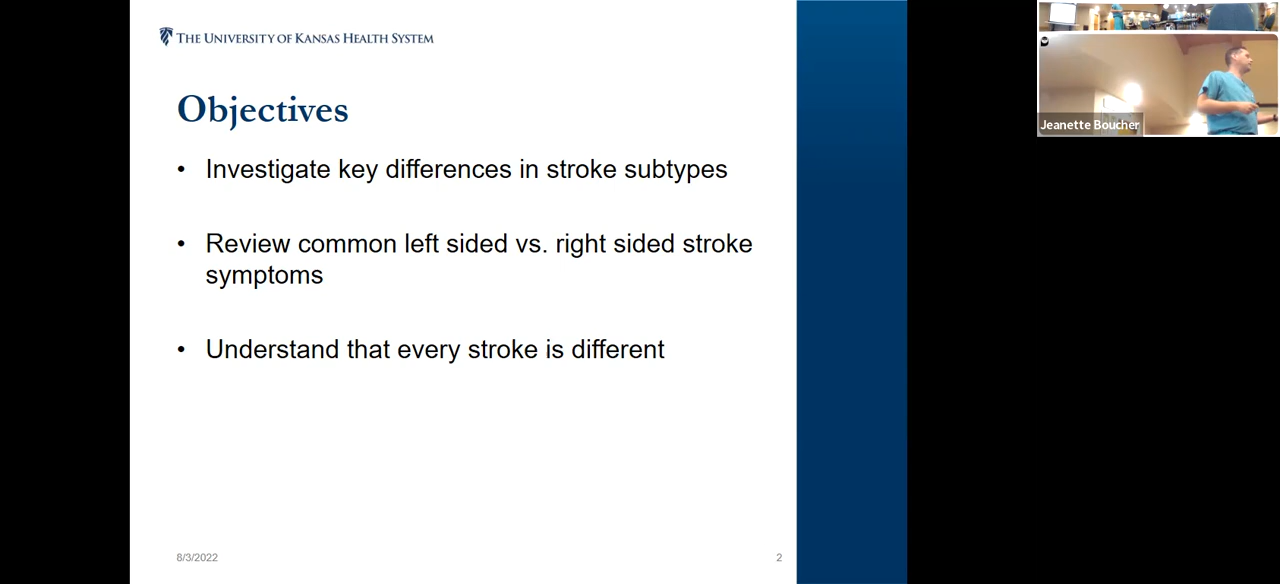 THE UNIVERSITY OF KANSAS HEALTH SYSTEM
Objectives
• Investigate key differences in stroke subtypes
• Review common left sided vs. right sided stroke
symptoms
• Understand that every stroke is different
8/3/2022
2
Jeanette Boucher